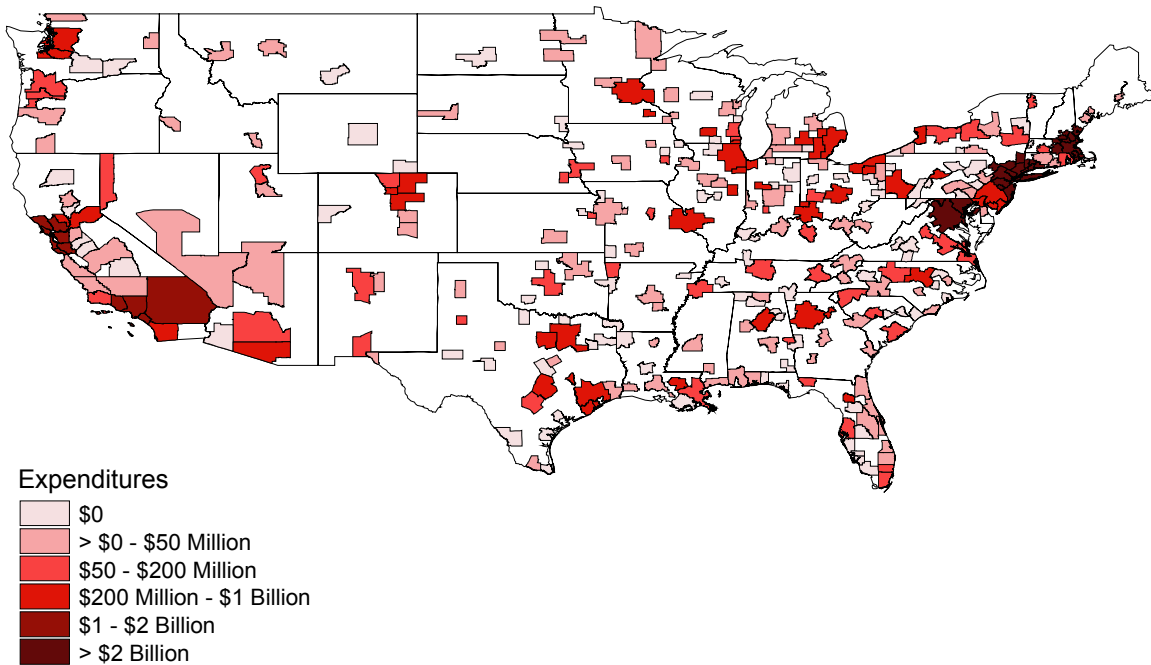 Expenditures
$0
> $0 - $50 Million
$50 - $200 Million
$200 Million - $1 Billion
$1 - $2 Billion
> $2 Billion